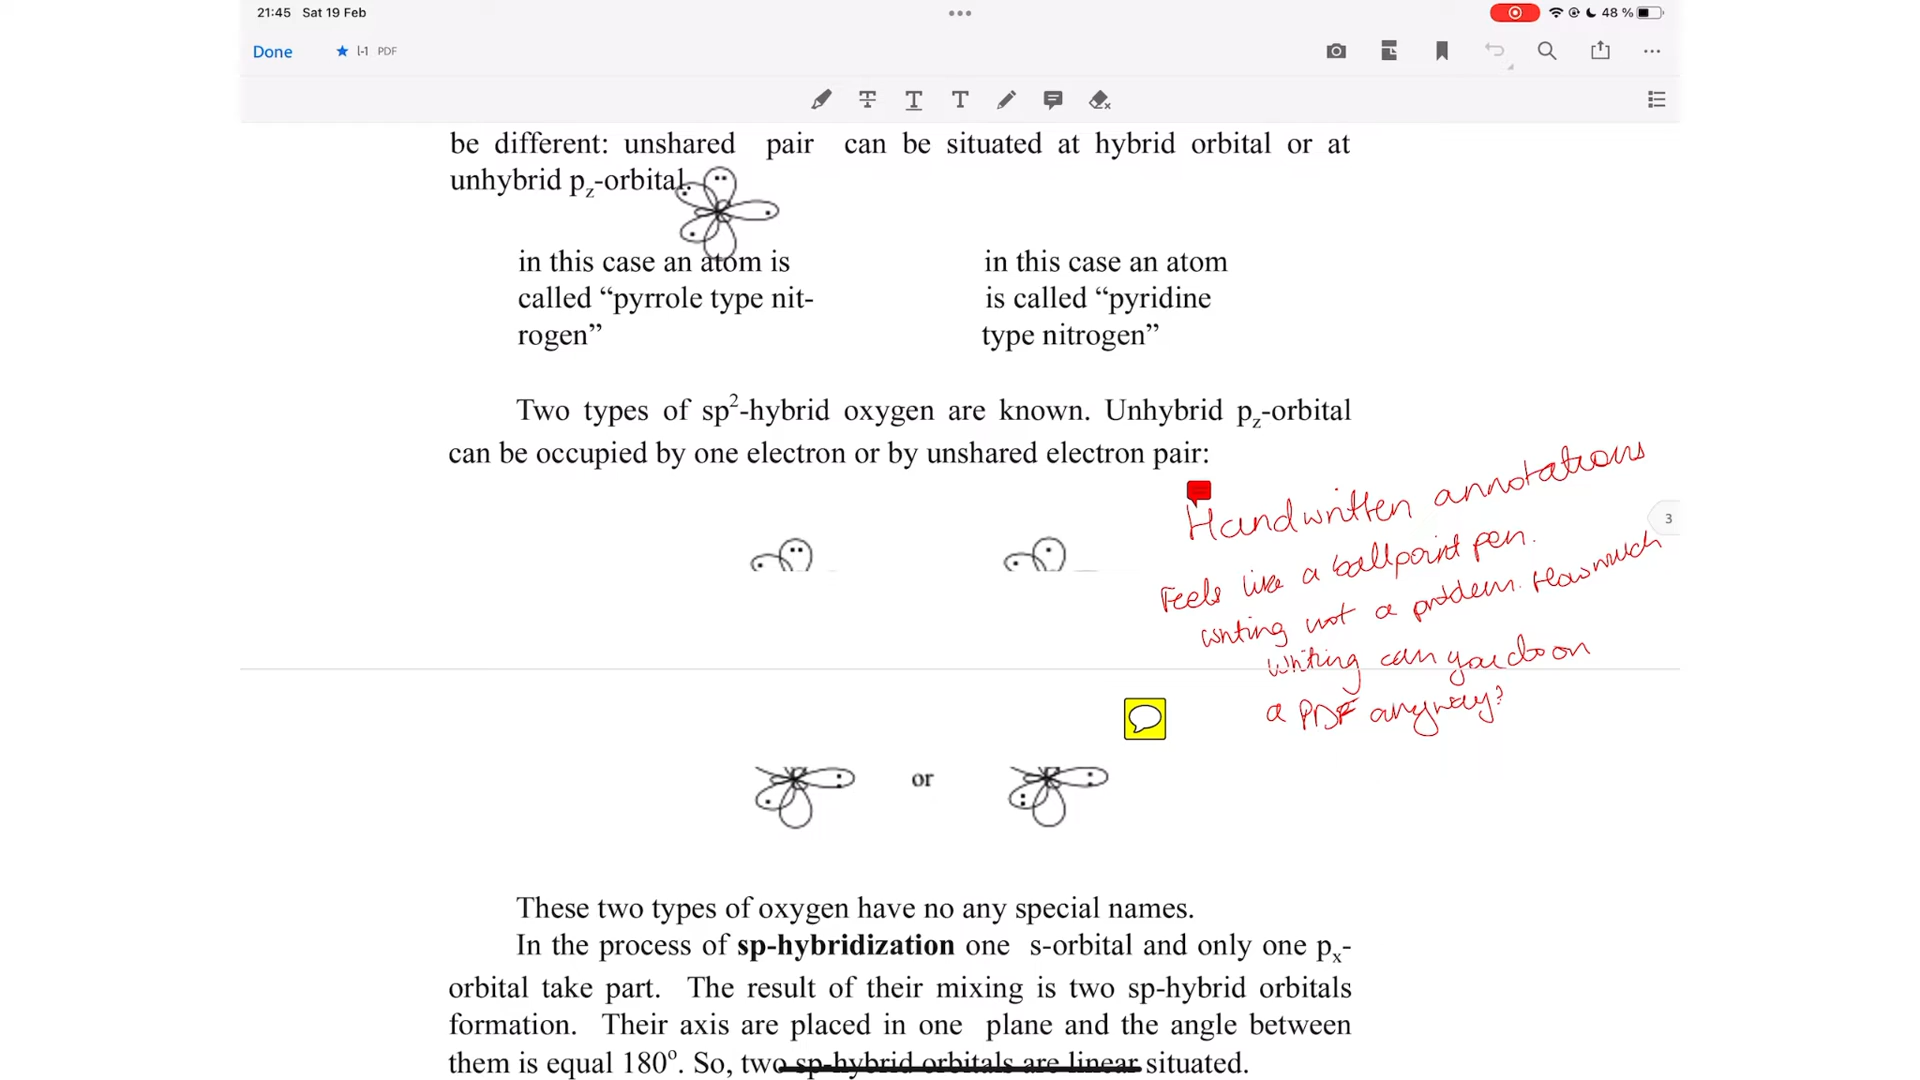 21:45 Sat 19 Feb
48 %
Done ★ l-1 PDF
be different: unshared pair can be situated at hybrid orbital or at
unhybrid pz-orbital.
in this case an atom is
called “pyrrole type nit-
rogen”
in this case an atom
is called “pyridine
type nitrogen”
Two types of sp²-hybrid oxygen are known. Unhybrid pz-orbital
can be occupied by one electron or by unshared electron pair:
Handwritten annotations
Feels like a ballpoint pen.
writing not a problem. How much
writing can you do on
a PDF anyway?
3
or
These two types of oxygen have no any special names.
In the process of sp-hybridization one s-orbital and only one px-
orbital take part. The result of their mixing is two sp-hybrid orbitals
formation. Their axis are placed in one plane and the angle between
them is equal 180º. So, two sp-hybrid orbitals are linear situated.